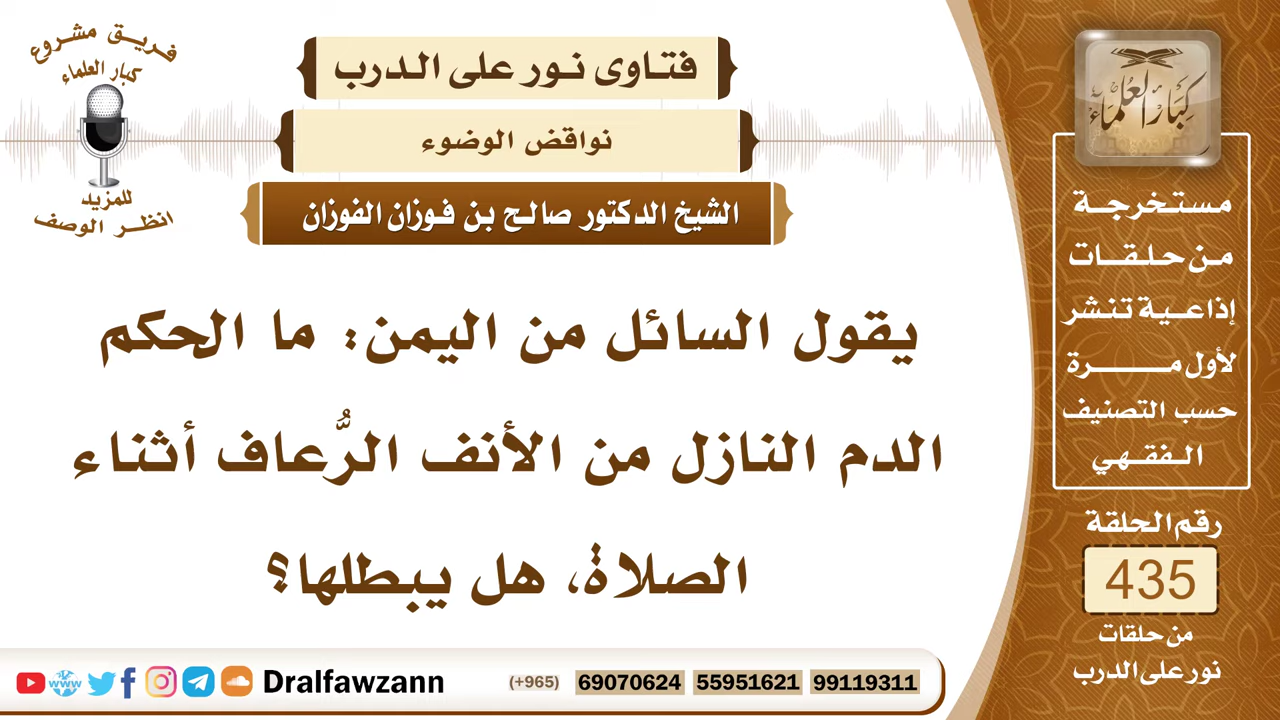 فريق مشروع
كبار العلماء
للمزيد
انظر الوصف
فتاوى نور على الدرب
نواقض الوضوء
الشيخ الدكتور صالح بن فوزان الفوزان
يقول السائل من اليمن: ما الحكم
الدم النازل من الأنف الرُّعاف أثناء
الصلاة، هل يبطلها؟
كبار العلماء
مستخرجة
من حلقات
إذاعية تنشر
لأول مرة
حسب التصنيف
الفقهي
رقم الحلقة
435
من حلقات
نور على الدرب
www Dralfawzann (+965) 69070624 55951621 99119311